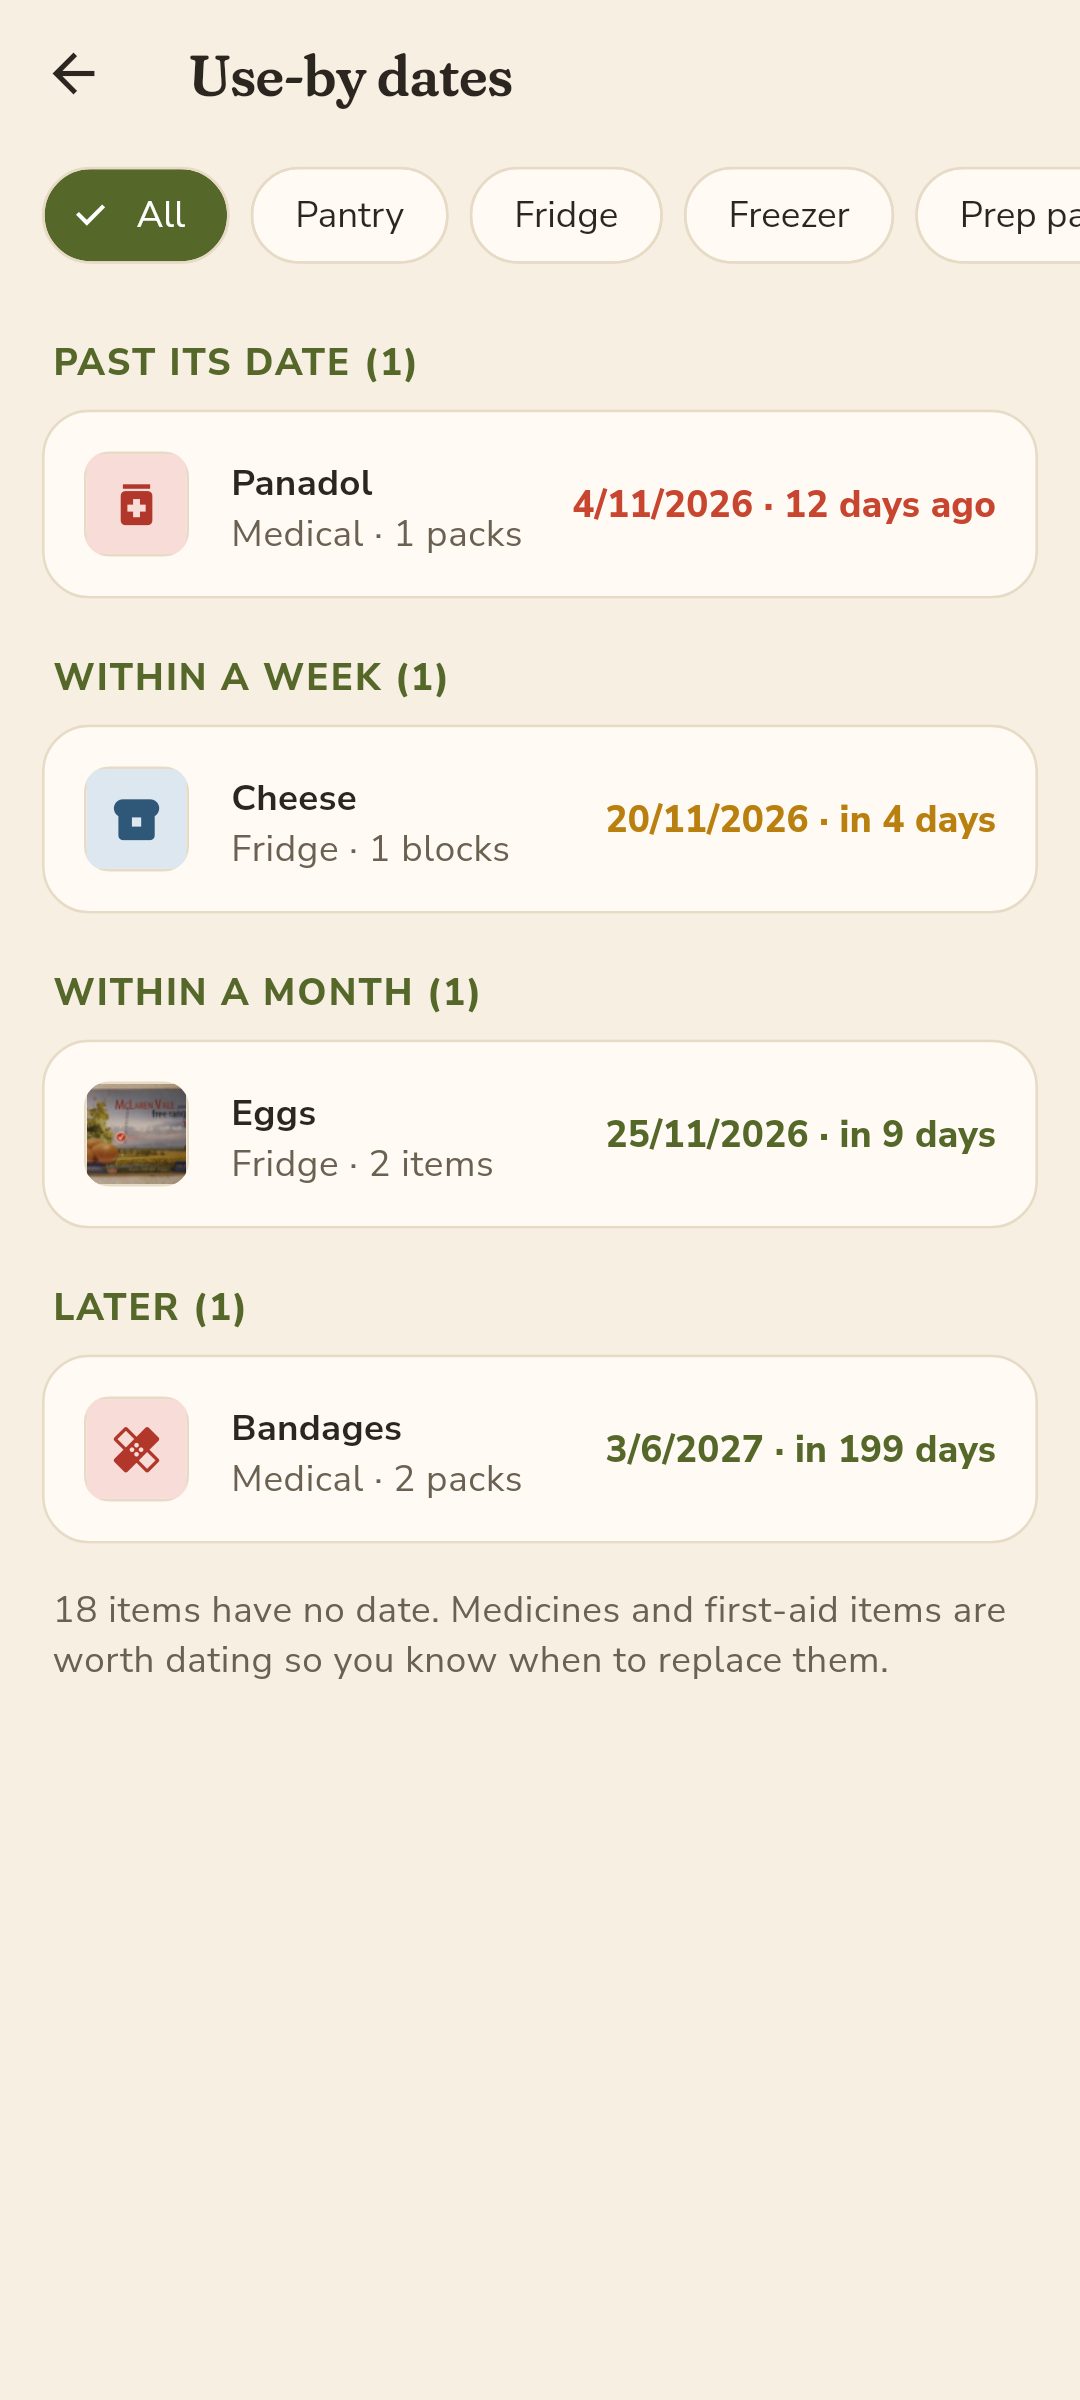 Use-by dates
All
Pantry
Fridge
Freezer
Prep
PAST ITS DATE (1)
Panadol
Medical · 1 packs
4/11/2026 · 12 days ago
WITHIN A WEEK (1)
Cheese
Fridge · 1 blocks
20/11/2026 · in 4 days
WITHIN A MONTH (1)
McLaren Vale
free rang
Eggs
Fridge · 2 items
25/11/2026 · in 9 days
LATER (1)
Bandages
Medical · 2 packs
3/6/2027 · in 199 days
18 items have no date. Medicines and first-aid items are
worth dating so you know when to replace them.